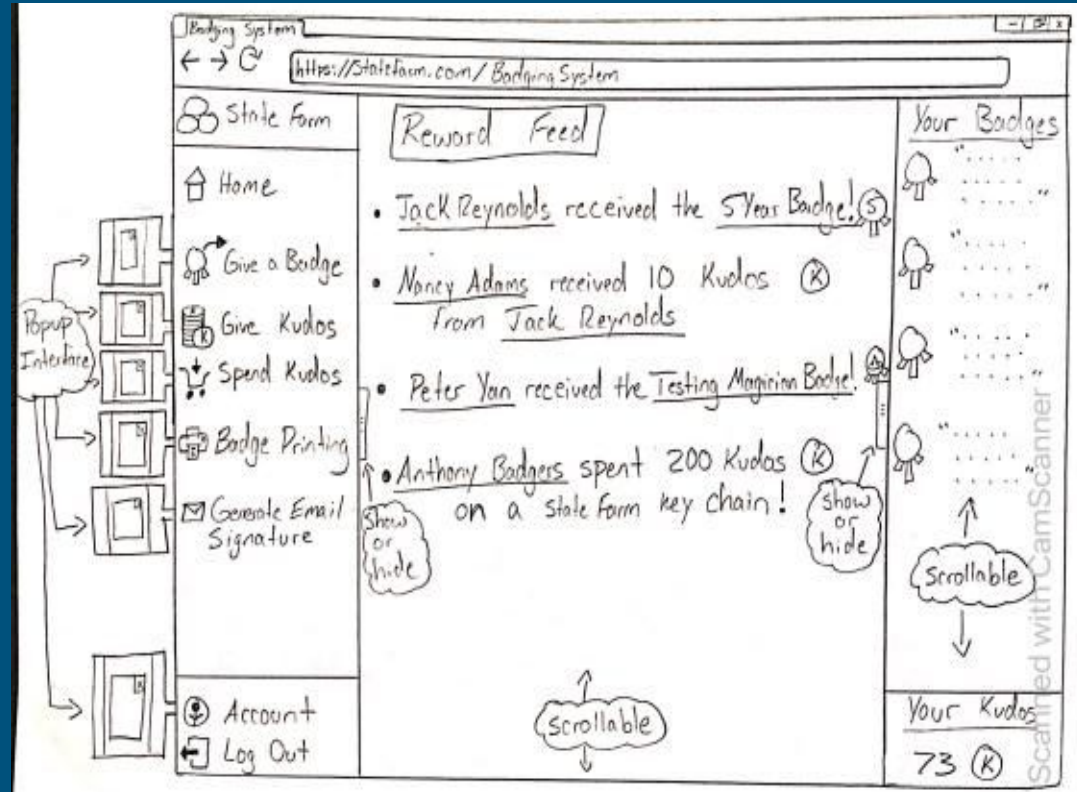 Badging System
https://Statefarm.com/BadgingSystem
State Farm
Home
Give a Badge
Give Kudos
Spend Kudos
Badge Printing
Generate Email
Signature
Account
Log Out
Popup
Interface
Reward Feed
• Jack Reynolds received the 5 Year Badge! 5
• Nancy Adams received 10 Kudos K
from Jack Reynolds
• Peter Yan received the Testing Magician Badge!
• Anthony Badgers spent 200 Kudos K
on a State Farm key chain!
Show
or
hide
Show
or
hide
Scrollable
Your Badges
Scrollable
Your Kudos
73 K
Scanned with CamScanner